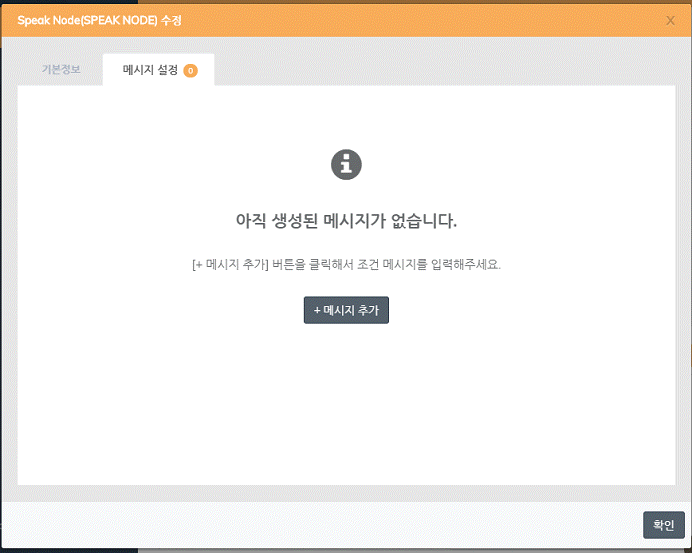 Speak Node(SPEAK NODE) 수정
X
기본정보
메시지 설정 0
아직 생성된 메시지가 없습니다.
[+ 메시지 추가] 버튼을 클릭해서 조건 메시지를 입력해주세요.
+ 메시지 추가
확인